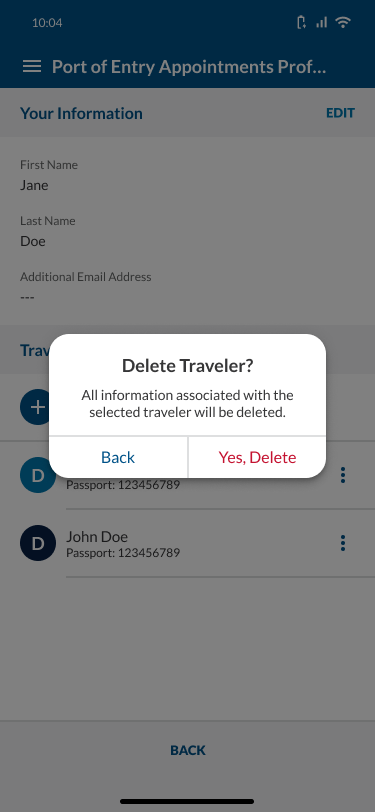 10:04
Port of Entry Appointments Prof...
Your Information
EDIT
First Name
Jane
Last Name
Doe
Additional Email Address
---
Delete Traveler?
All information associated with the
selected traveler will be deleted.
Back
Yes, Delete
D
Passport: 123456789
D
John Doe
Passport: 123456789
BACK